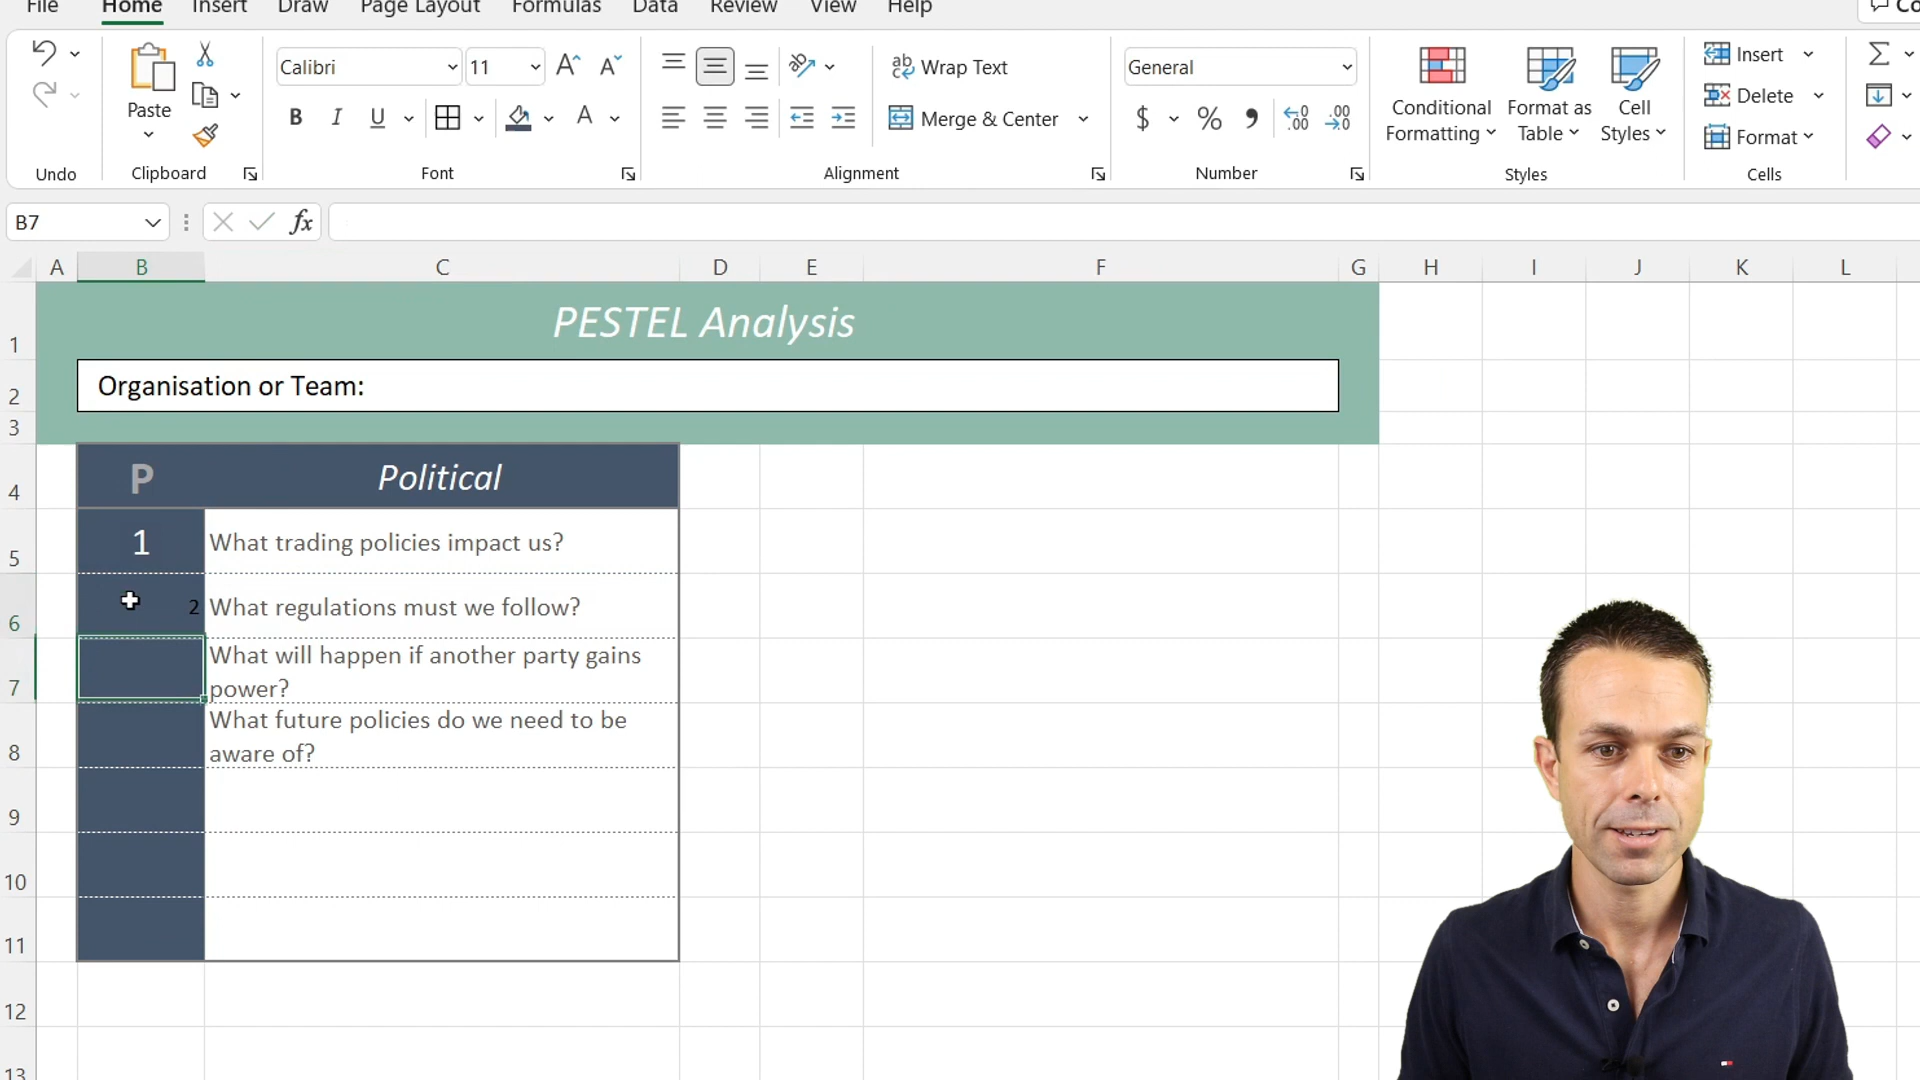 File Home Insert Draw Page Layout Formulas Data Review View Help
Calibri 11 Wrap Text General Insert
Paste B I U A Merge & Center $ % Conditional Formatting Format as Table Cell Styles Delete
Format
Undo Clipboard Font Alignment Number Styles Cells
B7 fx
A B C D E F G H I J K L
1 PESTEL Analysis
2 Organisation or Team:
3
4 P Political
5 1 What trading policies impact us?
6 2 What regulations must we follow?
7 What will happen if another party gains
power?
8 What future policies do we need to be
aware of?
9
10
11
12
13